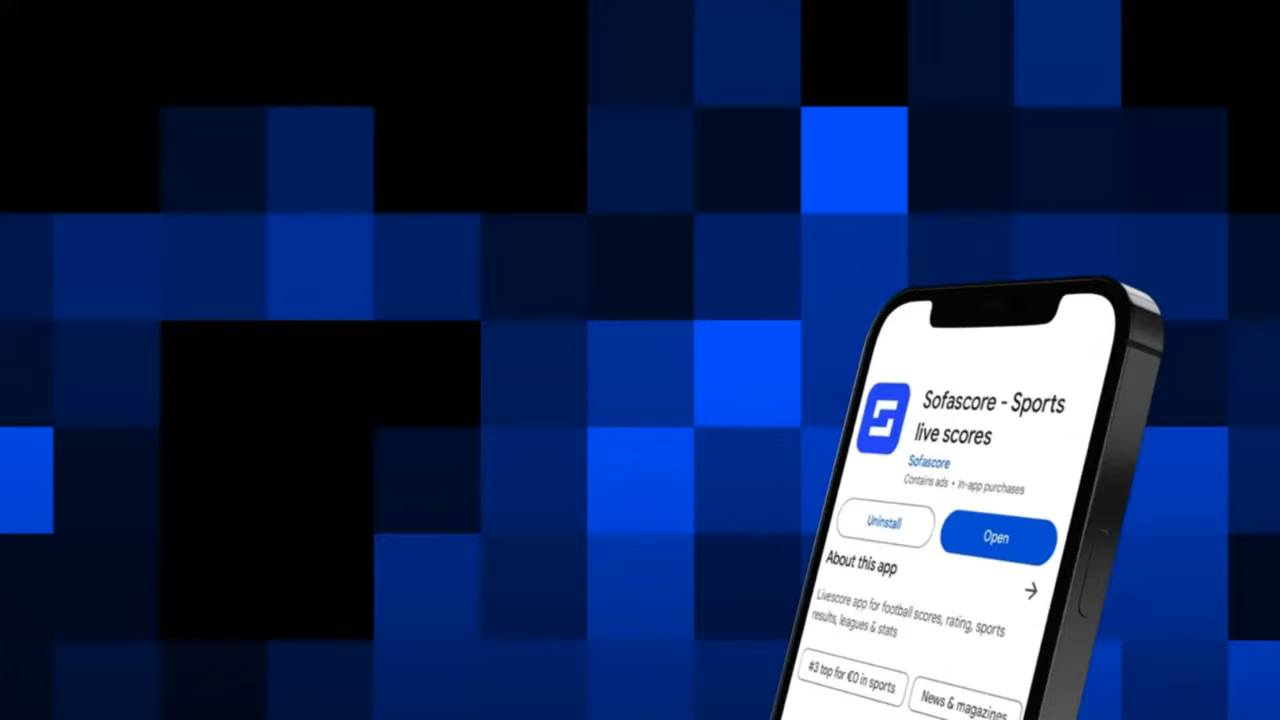 Sofascore - Sports
live scores
Sofascore
Contains ads • In-app purchases
Uninstall
Open
About this app
Livescore app for football scores, rating, sports
results, leagues & stats
#3 top for €0 in sports
News & magazines